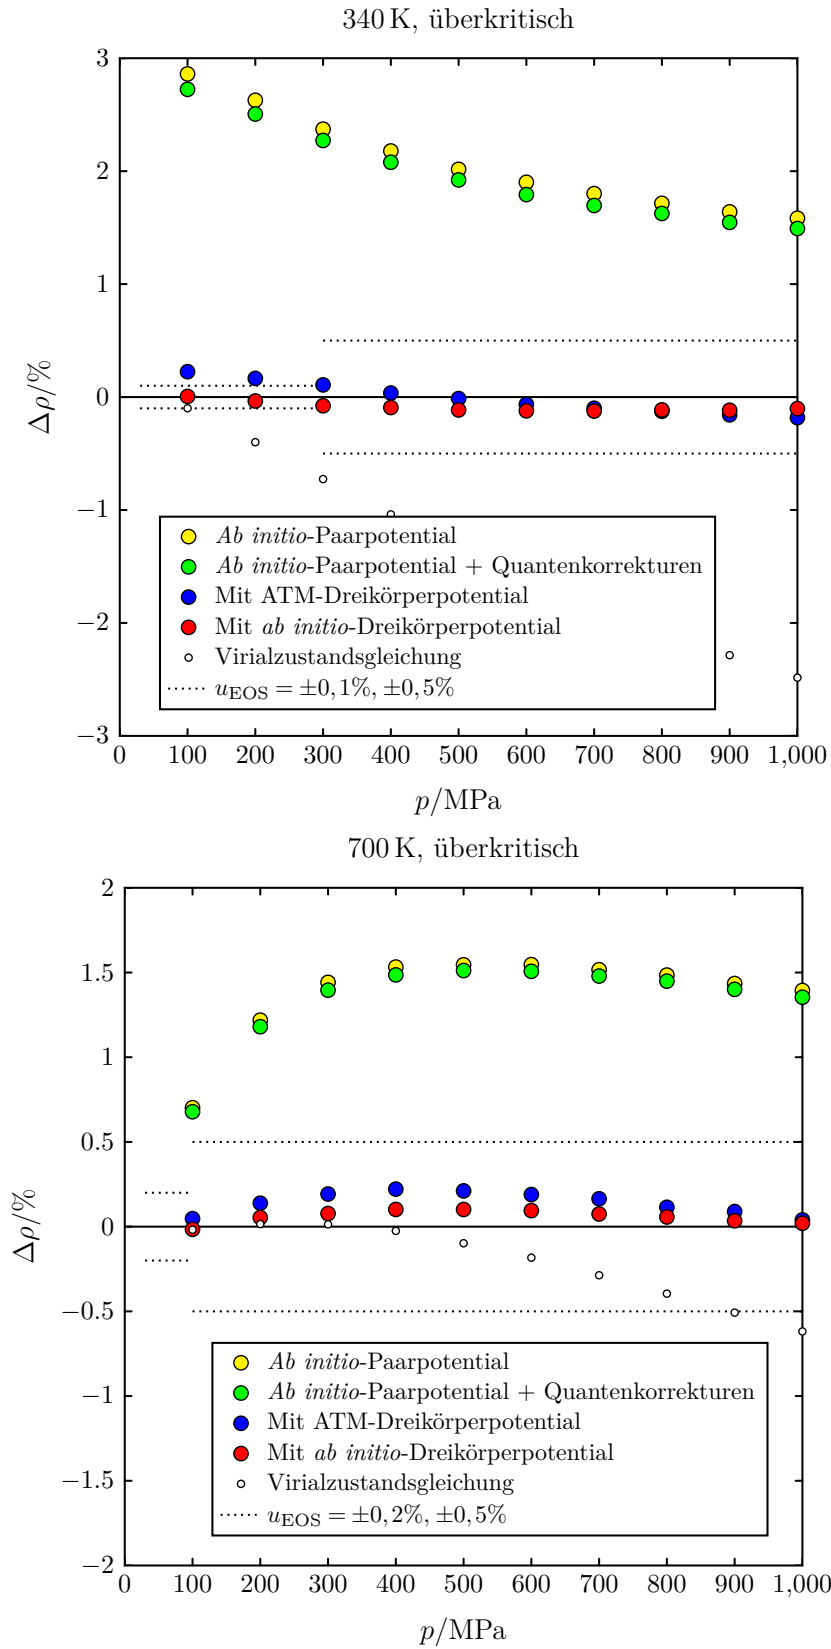 340 K, überkritisch
3
2
1
0
−1
−2
−3
Δρ/%
Ab initio-Paarpotential
Ab initio-Paarpotential + Quantenkorrekturen
Mit ATM-Dreikörperpotential
Mit ab initio-Dreikörperpotential
Virialzustandsgleichung
u_EOS = ±0,1%, ±0,5%
0 100 200 300 400 500 600 700 800 900 1,000
p/MPa
700 K, überkritisch
2
1.5
1
0.5
0
−0.5
−1
−1.5
−2
Δρ/%
Ab initio-Paarpotential
Ab initio-Paarpotential + Quantenkorrekturen
Mit ATM-Dreikörperpotential
Mit ab initio-Dreikörperpotential
Virialzustandsgleichung
u_EOS = ±0,2%, ±0,5%
0 100 200 300 400 500 600 700 800 900 1,000
p/MPa